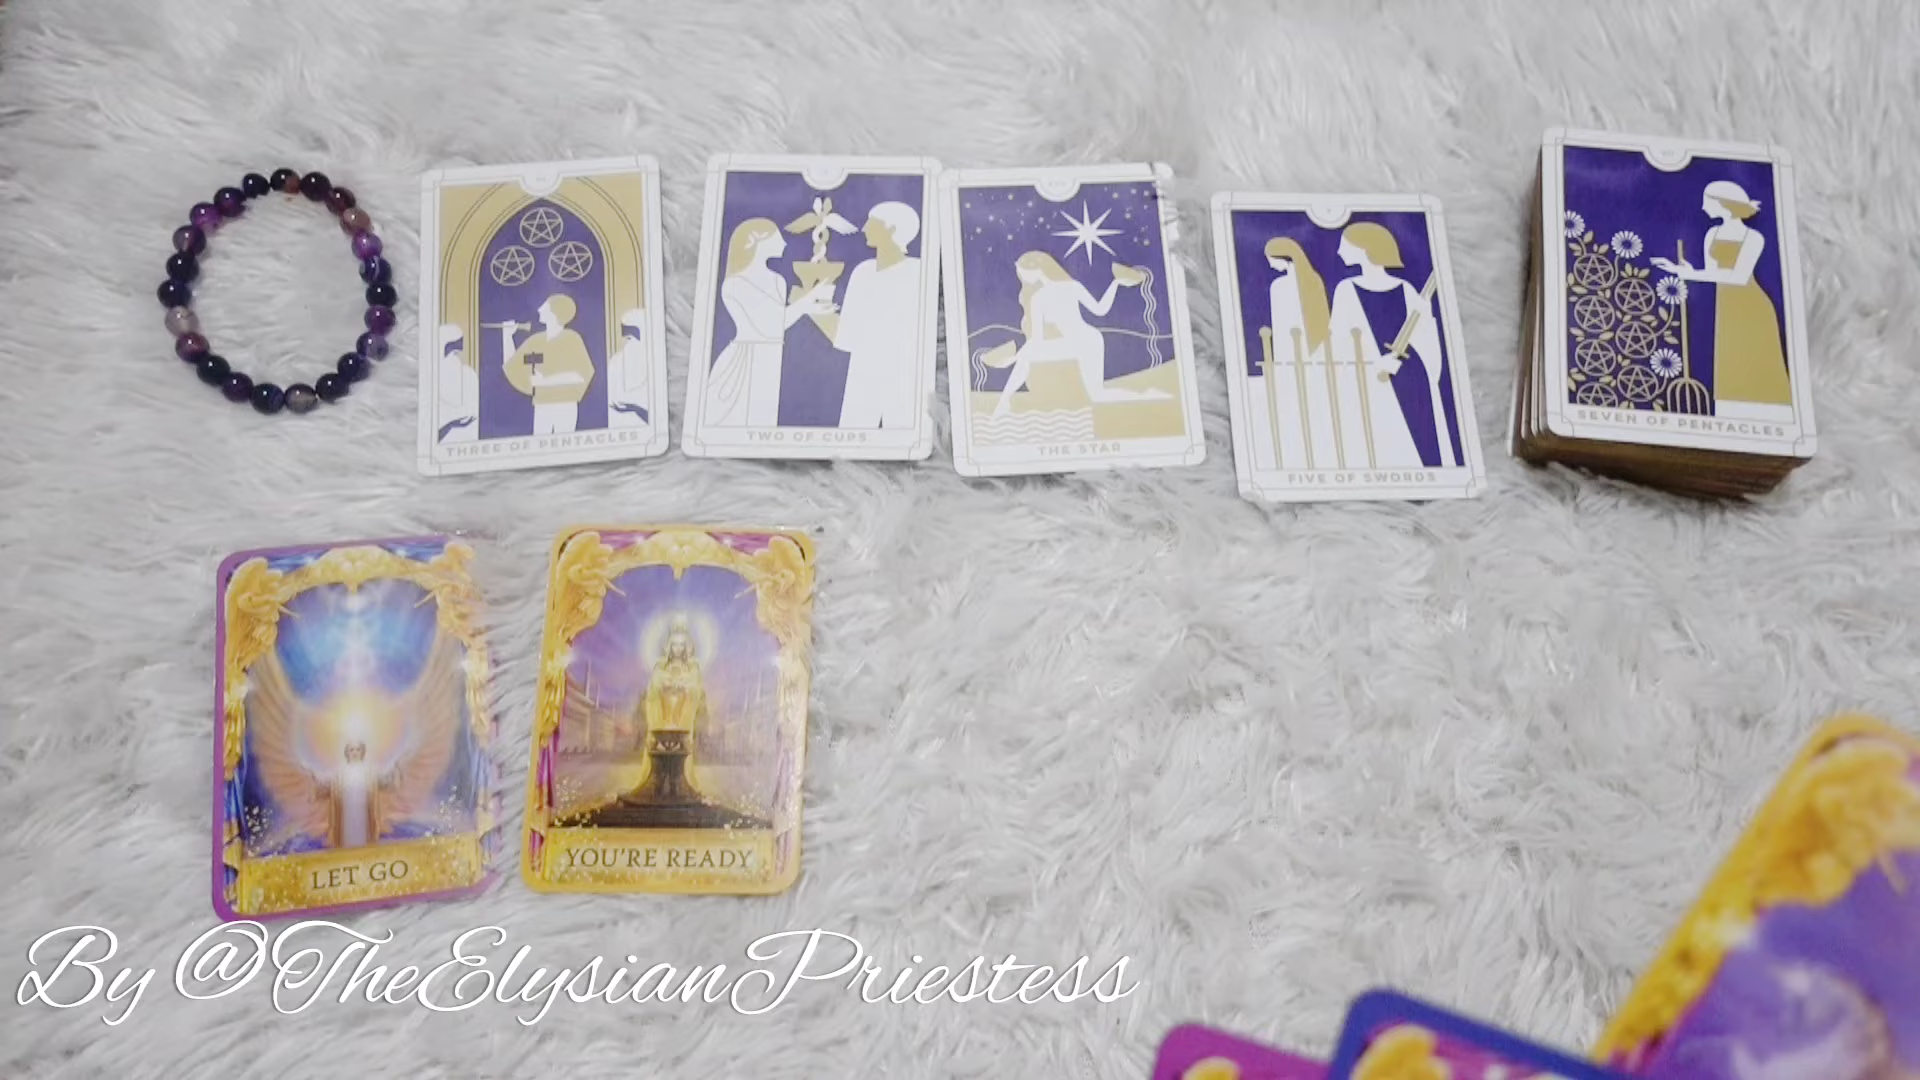 THREE OF PENTACLES
TWO OF CUPS
THE STAR
FIVE OF SWORDS
SEVEN OF PENTACLES
LET GO
YOU'RE READY
By @TheElysianPriestess